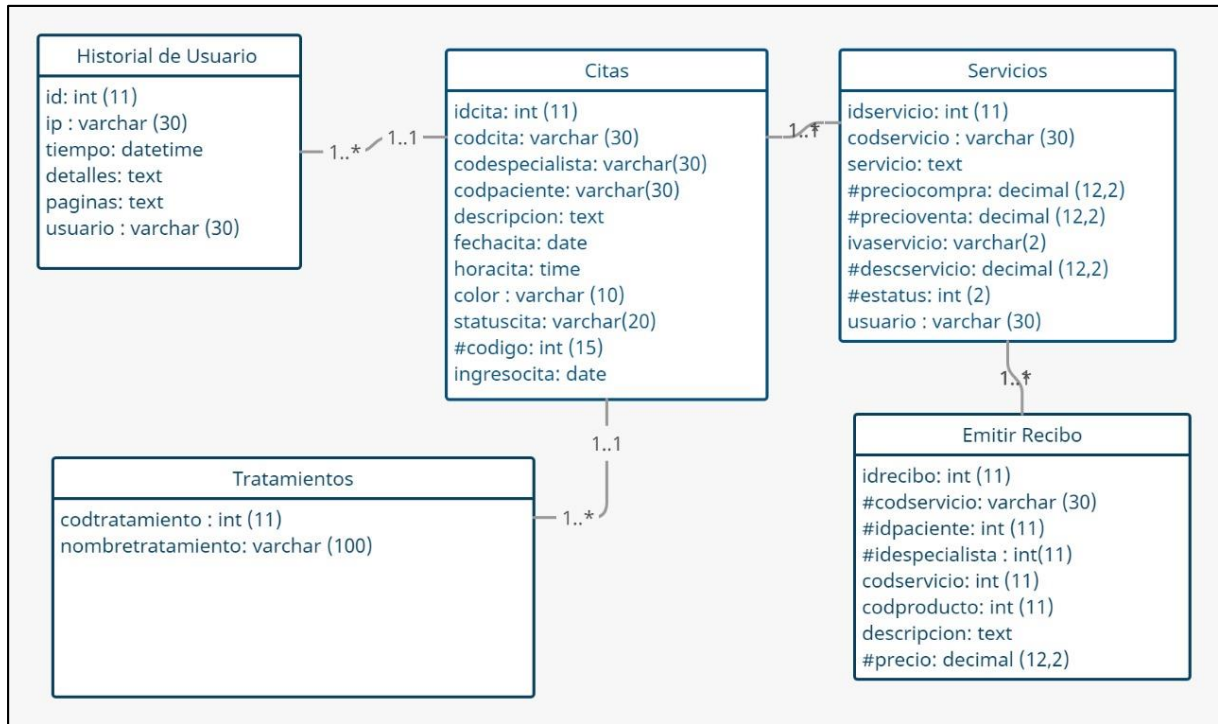 Historial de Usuario
id: int (11)
ip : varchar (30)
tiempo: datetime
detalles: text
paginas: text
usuario : varchar (30)
1..*
1..1
Citas
idcita: int (11)
codcita: varchar (30)
codespecialista: varchar(30)
codpaciente: varchar(30)
descripcion: text
fechacita: date
horacita: time
color : varchar (10)
statuscita: varchar(20)
#codigo: int (15)
ingresocita: date
Servicios
idservicio: int (11)
codservicio : varchar (30)
servicio: text
#preciocompra: decimal (12,2)
#precioventa: decimal (12,2)
ivaservicio: varchar(2)
#descservicio: decimal (12,2)
#estatus: int (2)
usuario : varchar (30)
1..1
1..*
Tratamientos
codtratamiento : int (11)
nombretratamiento: varchar (100)
Emitir Recibo
idrecibo: int (11)
#codservicio: varchar (30)
#idpaciente: int (11)
#idespecialista : int(11)
codservicio: int (11)
codproducto: int (11)
descripcion: text
#precio: decimal (12,2)